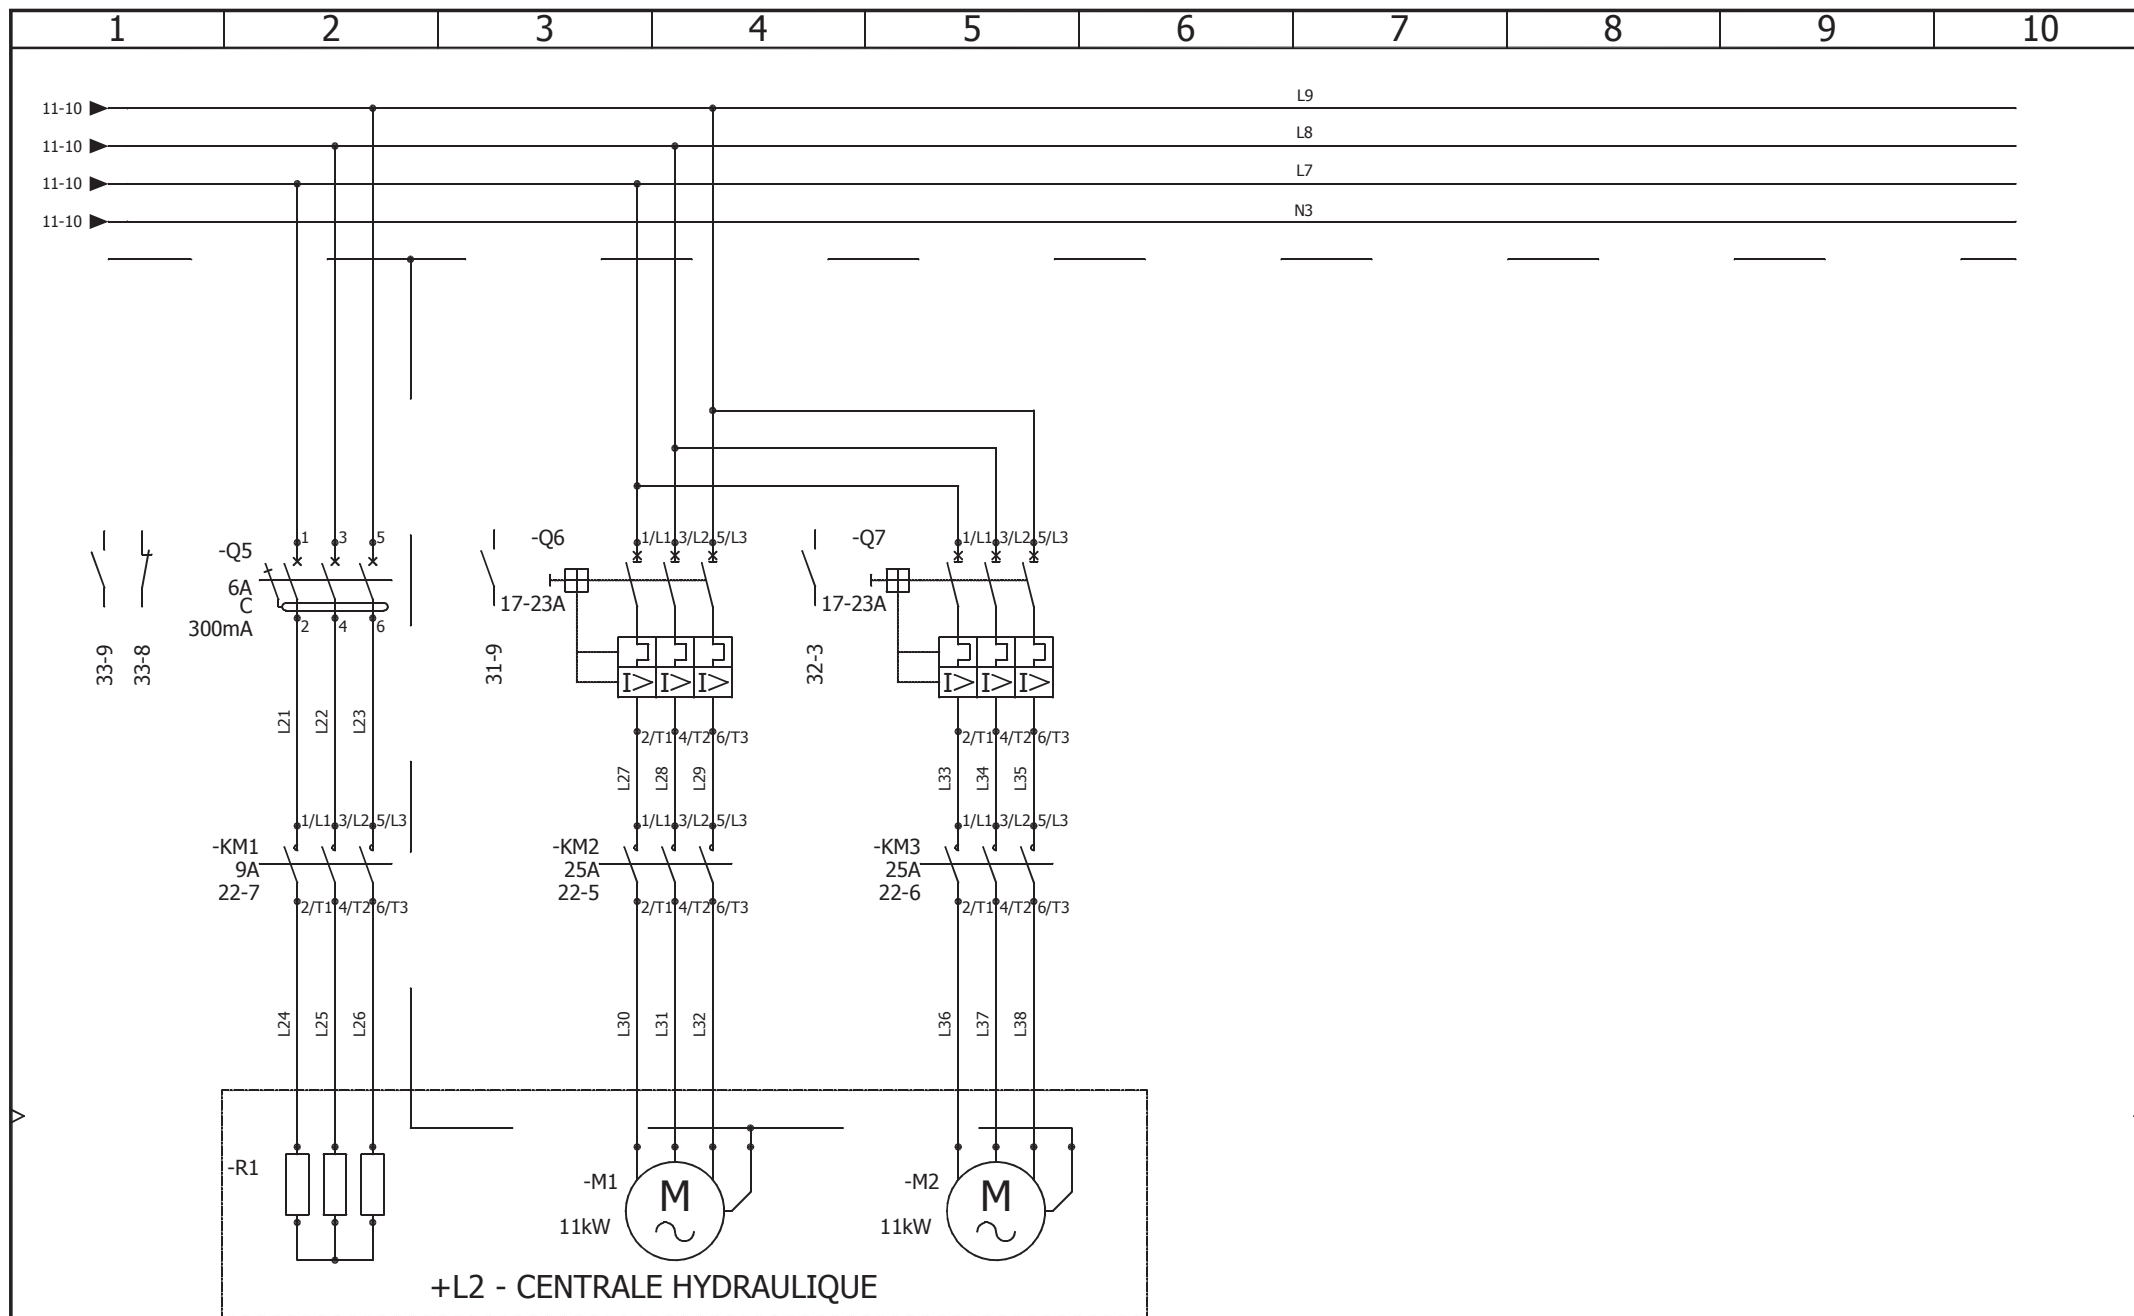 1 2 3 4 5 6 7 8 9 10
11-10 L9
11-10 L8
11-10 L7
11-10 N3
-Q5 1 3 5
6A
C
300mA 2 4 6
33-9 33-8
-Q6 1/L1 3/L2 5/L3
17-23A
31-9
I> I> I>
2/T1 4/T2 6/T3
-Q7 1/L1 3/L2 5/L3
17-23A
32-3
I> I> I>
2/T1 4/T2 6/T3
L21 L22 L23
L27 L28 L29
L33 L34 L35
1/L1 3/L2 5/L3
-KM1
9A
22-7
2/T1 4/T2 6/T3
1/L1 3/L2 5/L3
-KM2
25A
22-5
2/T1 4/T2 6/T3
1/L1 3/L2 5/L3
-KM3
25A
22-6
2/T1 4/T2 6/T3
L24 L25 L26
L30 L31 L32
L36 L37 L38
-R1
-M1 M
11kW
-M2 M
11kW
+L2 - CENTRALE HYDRAULIQUE